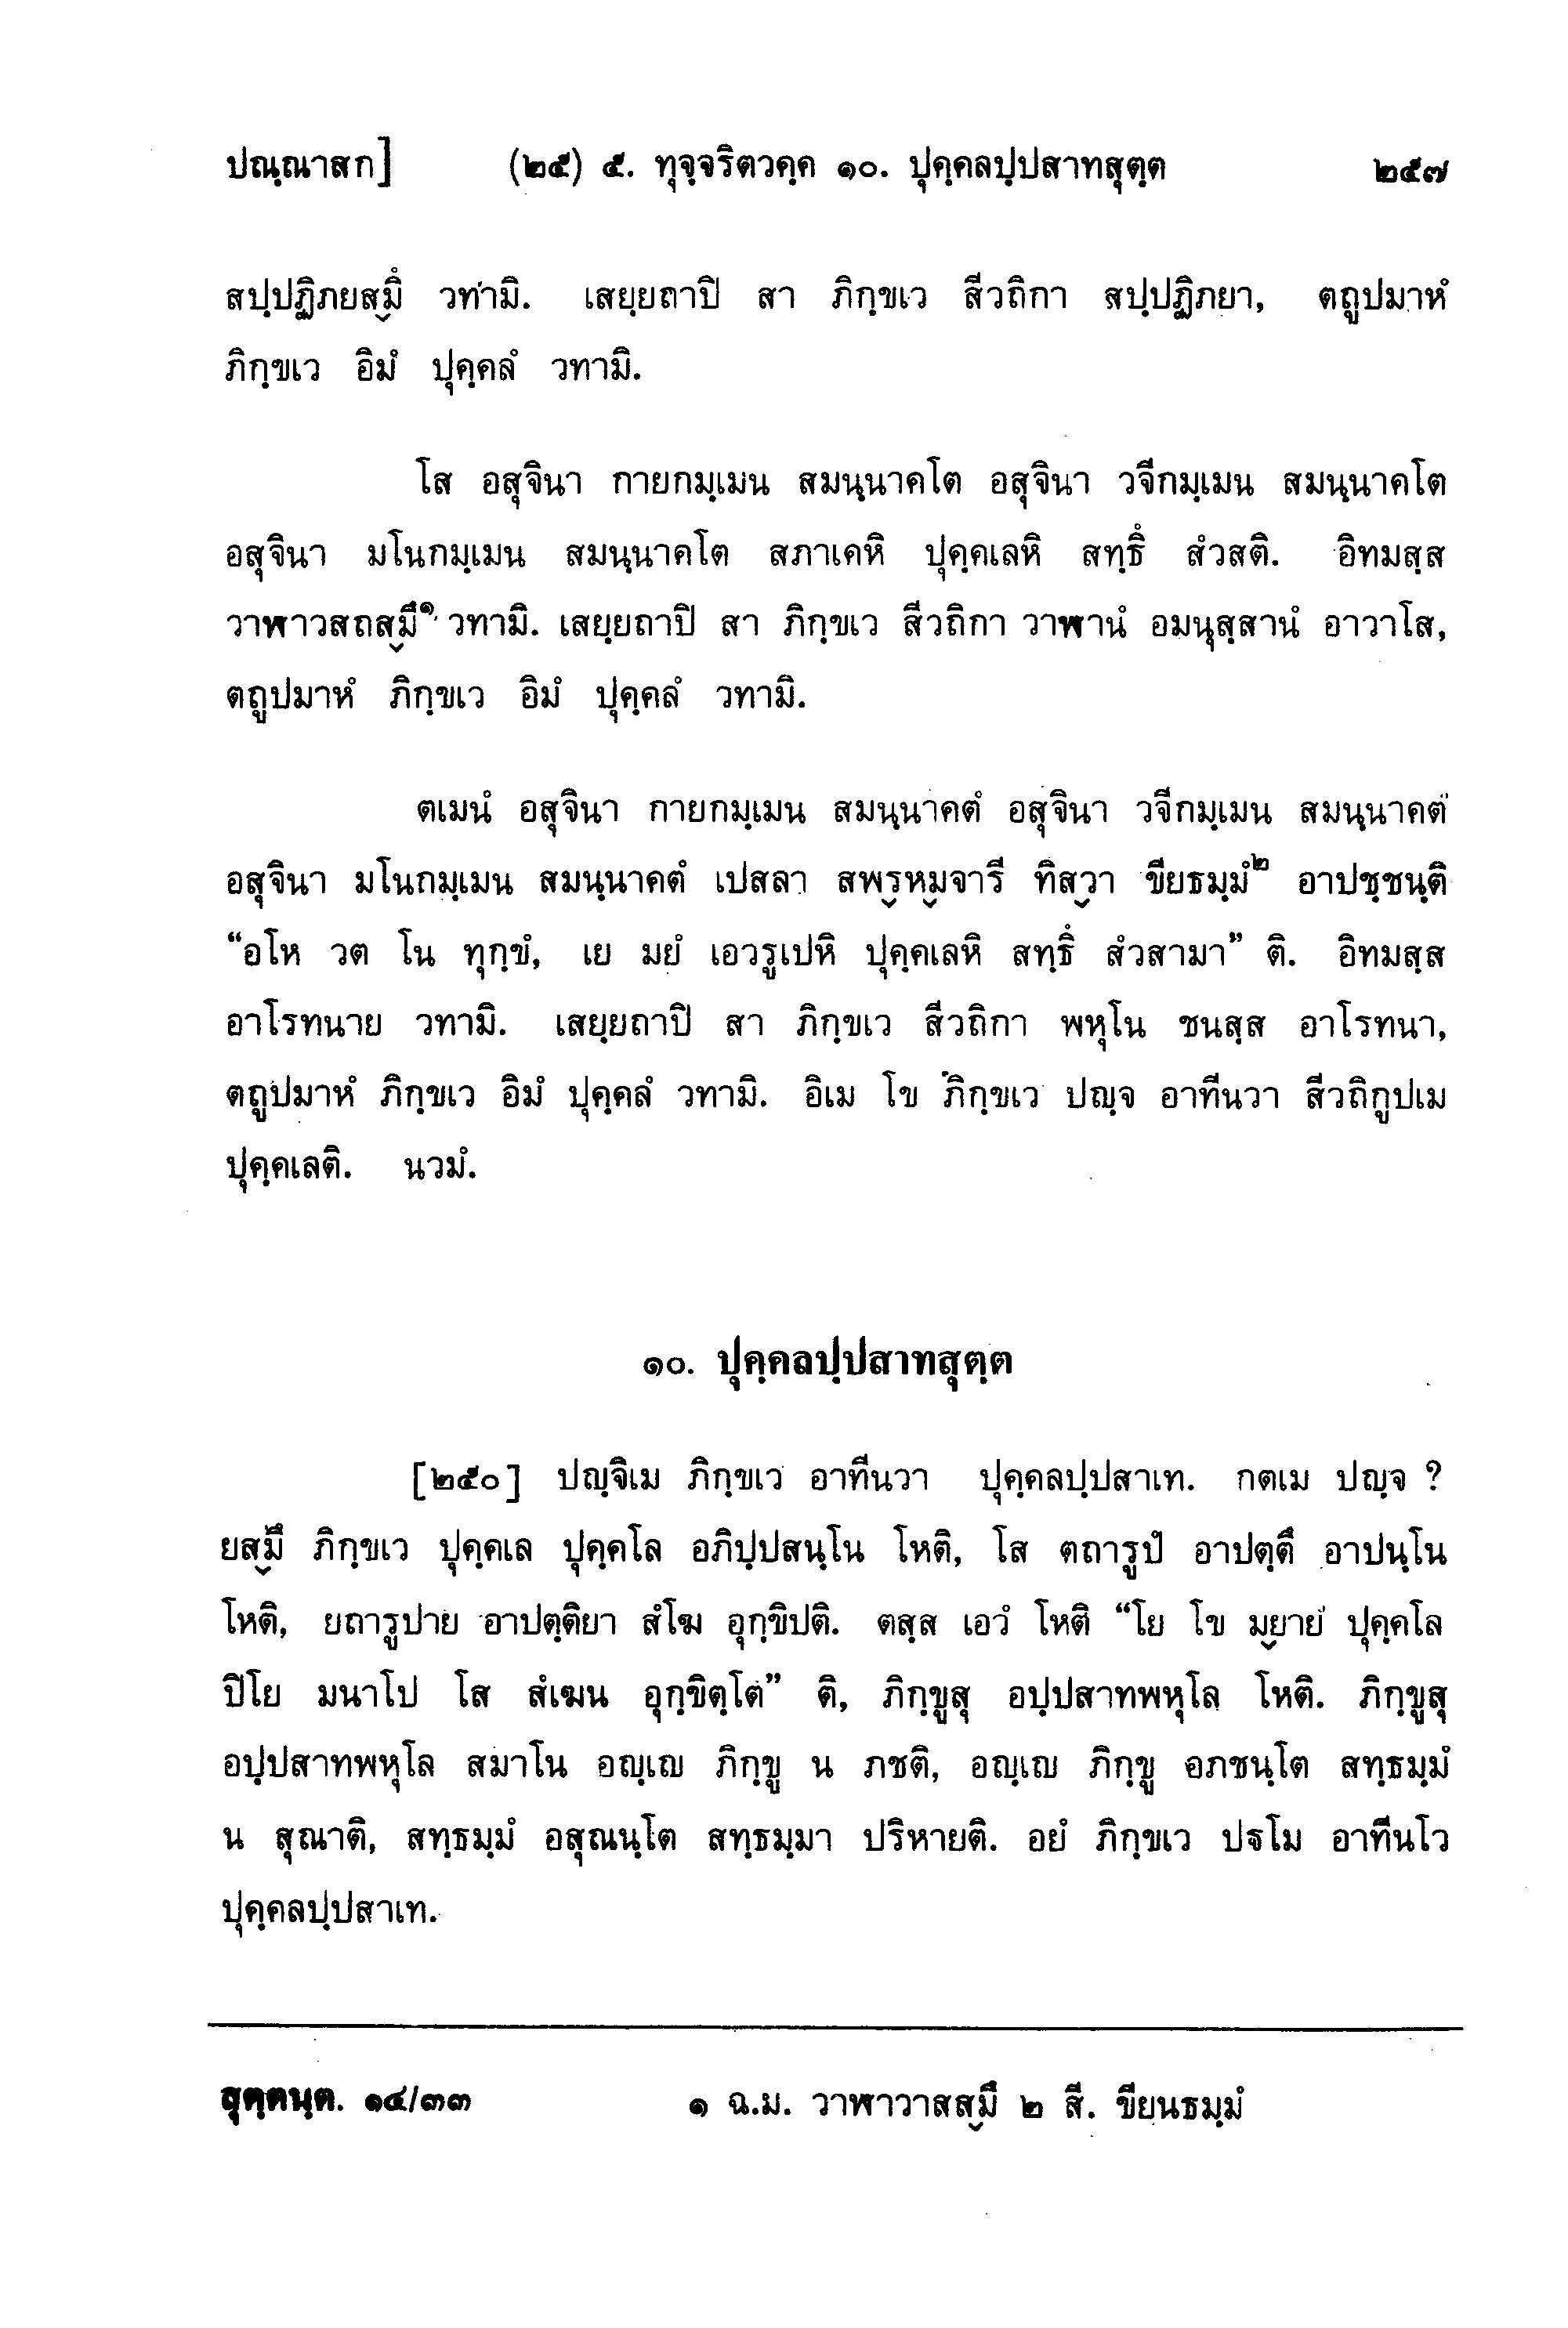 ปณฺณาสก] (๒๕) ๕. ทุจฺจริตวคฺค ๑๐. ปุคฺคลปฺปสาทสุตฺต ๒๕๗
สปฺปฏิภยสฺมึ วทามิ. เสยฺยถาปิ สา ภิกฺขเว สีวถิกา สปฺปฏิภยา, ตถูปมาหํ
ภิกฺขเว อิมํ ปุคฺคลํ วทามิ.
โส อสุจินา กายกมฺเมน สมนฺนาคโต อสุจินา วจีกมฺเมน สมนฺนาคโต
อสุจินา มโนกมฺเมน สมนฺนาคโต สภาเคหิ ปุคฺคเลหิ สทฺธึ สํวสติ. อิทมสฺส
วาฬาวสถสฺมึ๑ วทามิ. เสยฺยถาปิ สา ภิกฺขเว สีวถิกา วาฬานํ อมนุสฺสานํ อาวาโส,
ตถูปมาหํ ภิกฺขเว อิมํ ปุคฺคลํ วทามิ.
ตเมนํ อสุจินา กายกมฺเมน สมนฺนาคตํ อสุจินา วจีกมฺเมน สมนฺนาคตํ
อสุจินา มโนกมฺเมน สมนฺนาคตํ เปสลา สพฺรหฺมจารี ทิสฺวา ขียธมฺมํ๒ อาปชฺชนฺติ
“อโห วต โน ทุกฺขํ, เย มยํ เอวรูเปหิ ปุคฺคเลหิ สทฺธึ สํวสามา” ติ. อิทมสฺส
อาโรทนาย วทามิ. เสยฺยถาปิ สา ภิกฺขเว สีวถิกา พหุโน ชนสฺส อาโรทนา,
ตถูปมาหํ ภิกฺขเว อิมํ ปุคฺคลํ วทามิ. อิเม โข ภิกฺขเว ปญฺจ อาทีนวา สีวถิกูปเม
ปุคฺคเลติ. นวมํ.
๑๐. ปุคฺคลปฺปสาทสุตฺต
[๒๕๐] ปญฺจิเม ภิกฺขเว อาทีนวา ปุคฺคลปฺปสาเท. กตเม ปญฺจ ?
ยสฺมึ ภิกฺขเว ปุคฺคเล ปุคฺคโล อภิปฺปสนฺโน โหติ, โส ตถารูปํ อาปตฺตึ อาปนฺโน
โหติ, ยถารูปาย อาปตฺติยา สํโฆ อุกฺขิปติ. ตสฺส เอวํ โหติ “โย โข มฺยายํ ปุคฺคโล
ปิโย มนาโป โส สํเฆน อุกฺขิตฺโต” ติ, ภิกฺขูสุ อปฺปสาทพหุโล โหติ. ภิกฺขูสุ
อปฺปสาทพหุโล สมาโน อญฺเญ ภิกฺขู น ภชติ, อญฺเญ ภิกฺขู อภชนฺโต สทฺธมฺมํ
น สุณาติ, สทฺธมฺมํ อสุณนฺโต สทฺธมฺมา ปริหายติ. อยํ ภิกฺขเว ปฐโม อาทีนโว
ปุคฺคลปฺปสาเท.
สุตฺตนฺต. ๑๔/๓๓ ๑ ฉ.ม. วาฬาวาสสฺมึ ๒ สี. ขียนธมฺมํ